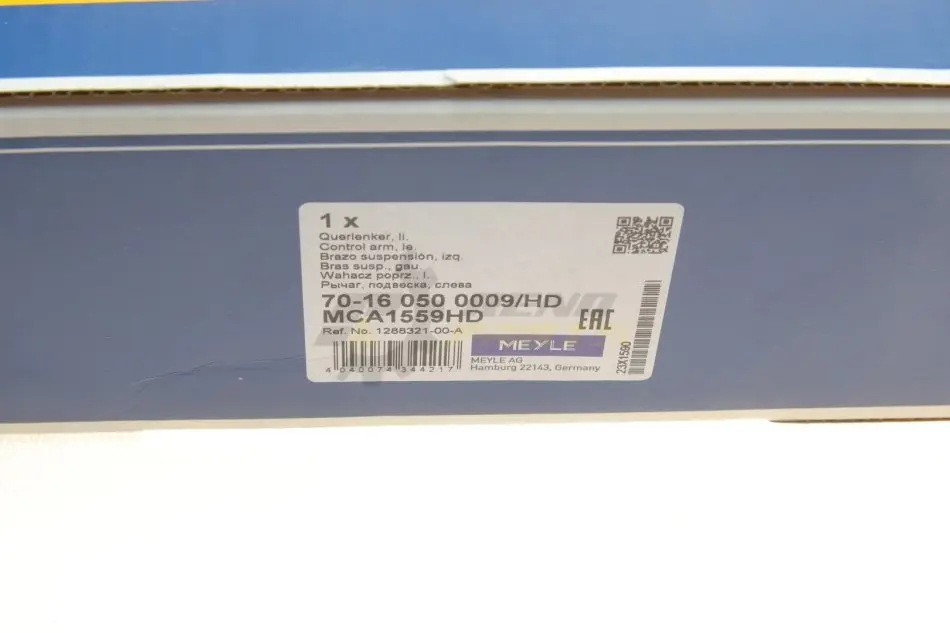 1 x
Querlenker, li.
Control arm, le.
Brazo suspensión, izq.
Bras susp., gau.
Wahacz poprz., l.
Рычаг, подвеска, слева
70-16 050 0009/HD
MCA1559HD
Ref. No. 1288321-00-A
EAC
MEYLE
MEYLE AG
Hamburg 22143, Germany
4 040074 344217
23X1590